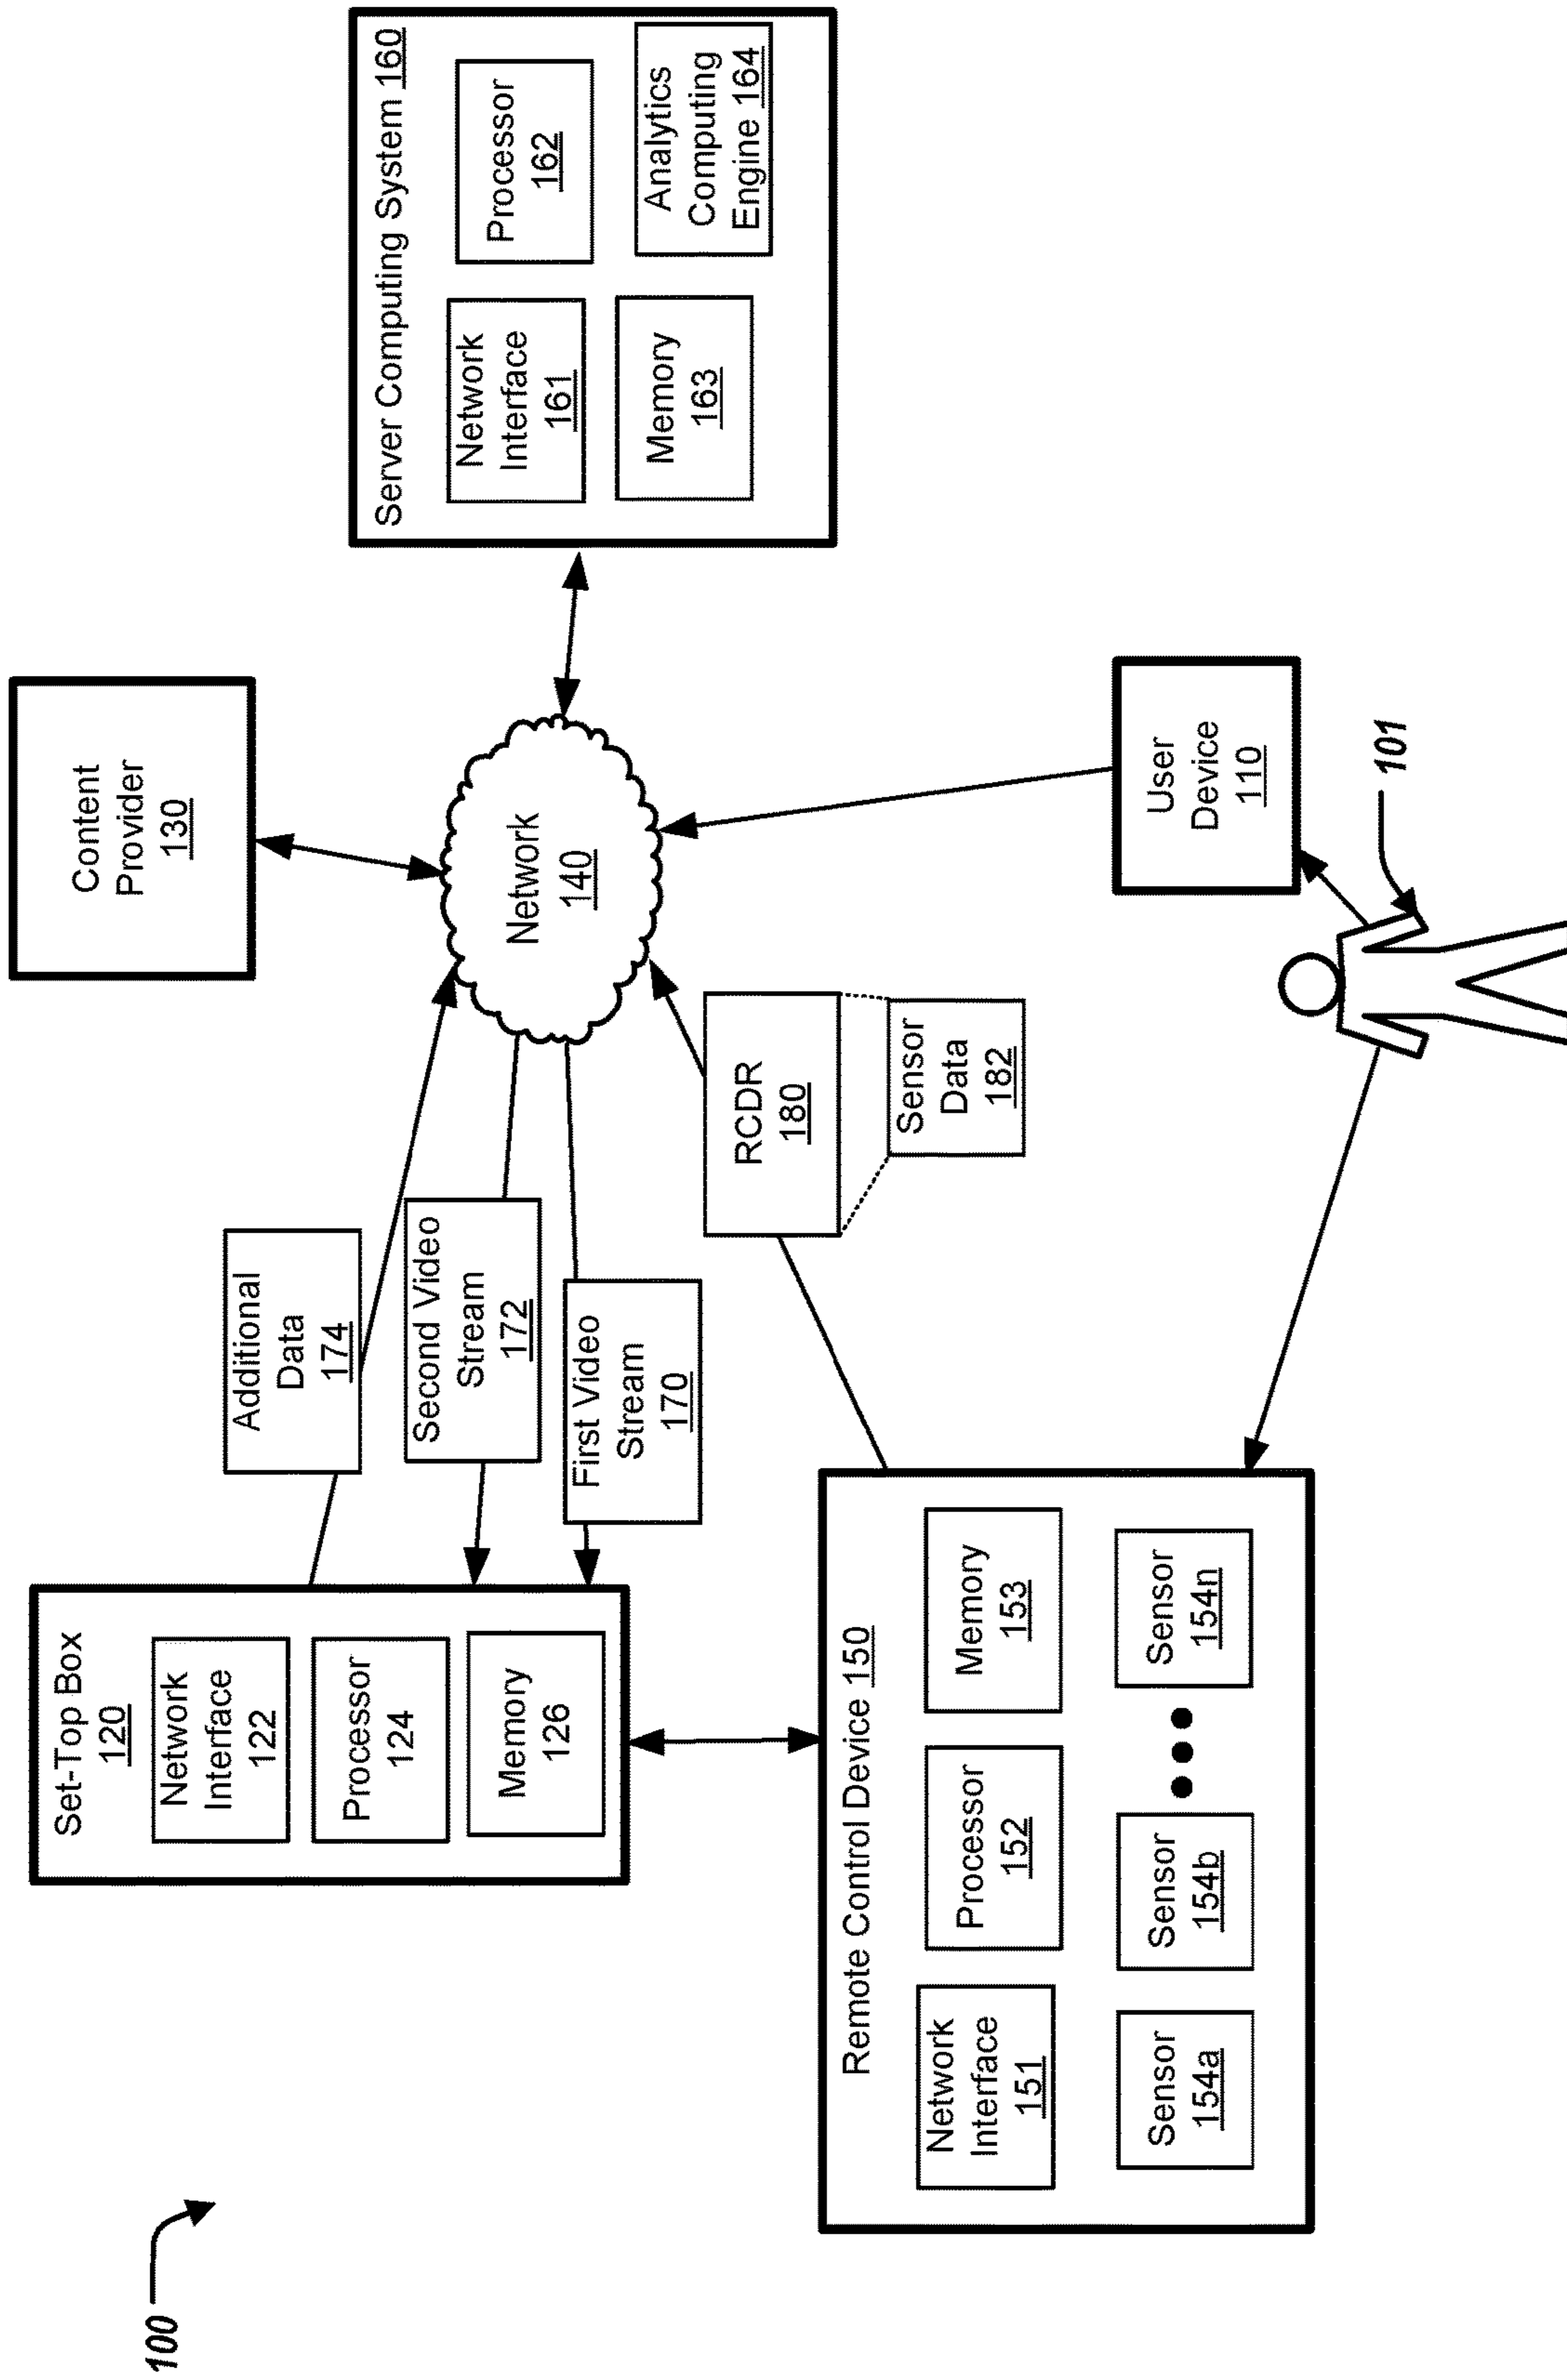 100
Set-Top Box
120
Network
Interface
122
Processor
124
Memory
126
Additional
Data
174
Second Video
Stream
172
First Video
Stream
170
Content
Provider
130
Network
140
Server Computing System 160
Network
Interface
161
Processor
162
Memory
163
Analytics
Computing
Engine 164
Remote Control Device 150
Network
Interface
151
Processor
152
Memory
153
Sensor
154a
Sensor
154b
Sensor
154n
RCDR
180
Sensor
Data
182
User
Device
110
101